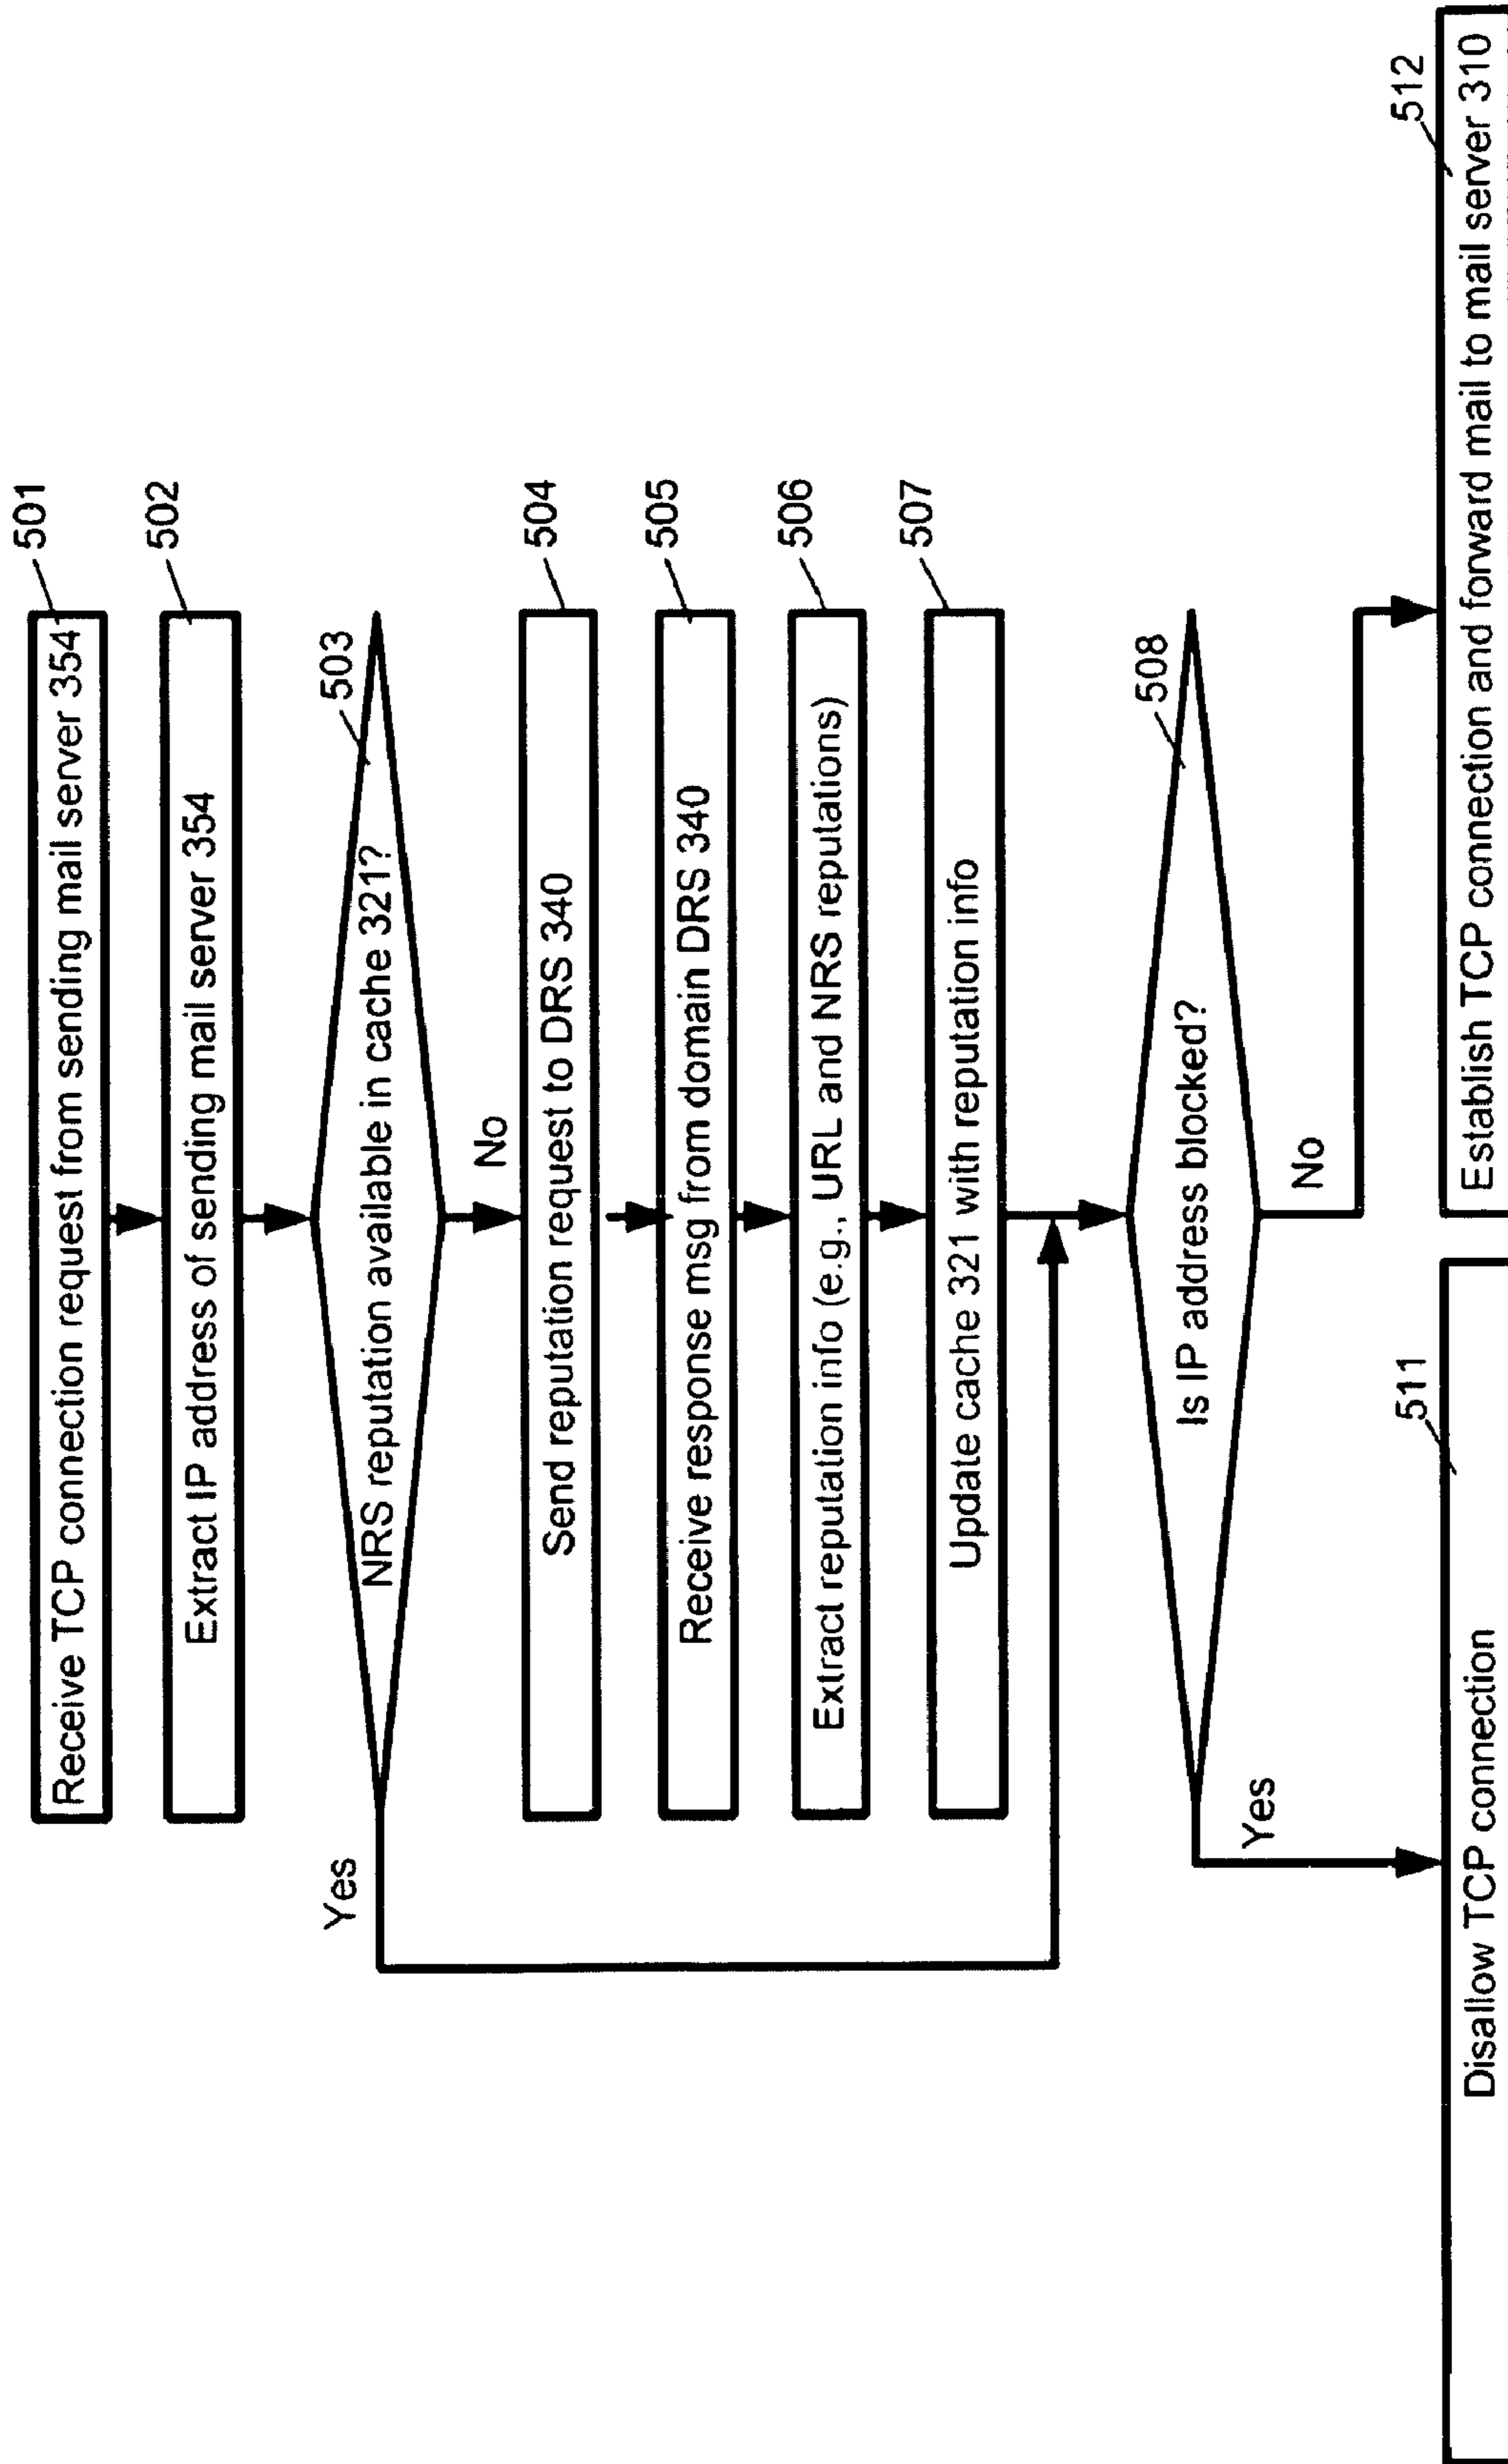 501
Receive TCP connection request from sending mail server 354
502
Extract IP address of sending mail server 354
503
NRS reputation available in cache 321?
Yes
No
504
Send reputation request to DRS 340
505
Receive response msg from domain DRS 340
506
Extract reputation info (e.g., URL and NRS reputations)
507
Update cache 321 with reputation info
508
Is IP address blocked?
Yes
No
511
Disallow TCP connection
512
Establish TCP connection and forward mail to mail server 310